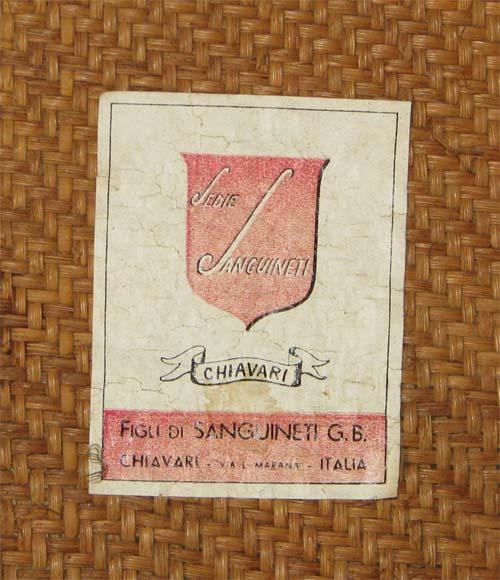 SEDIE
SANGUINETI
CHIAVARI
FIGLI DI SANGUINETI G.B.
CHIAVARI - VIA L. MARANA - ITALIA